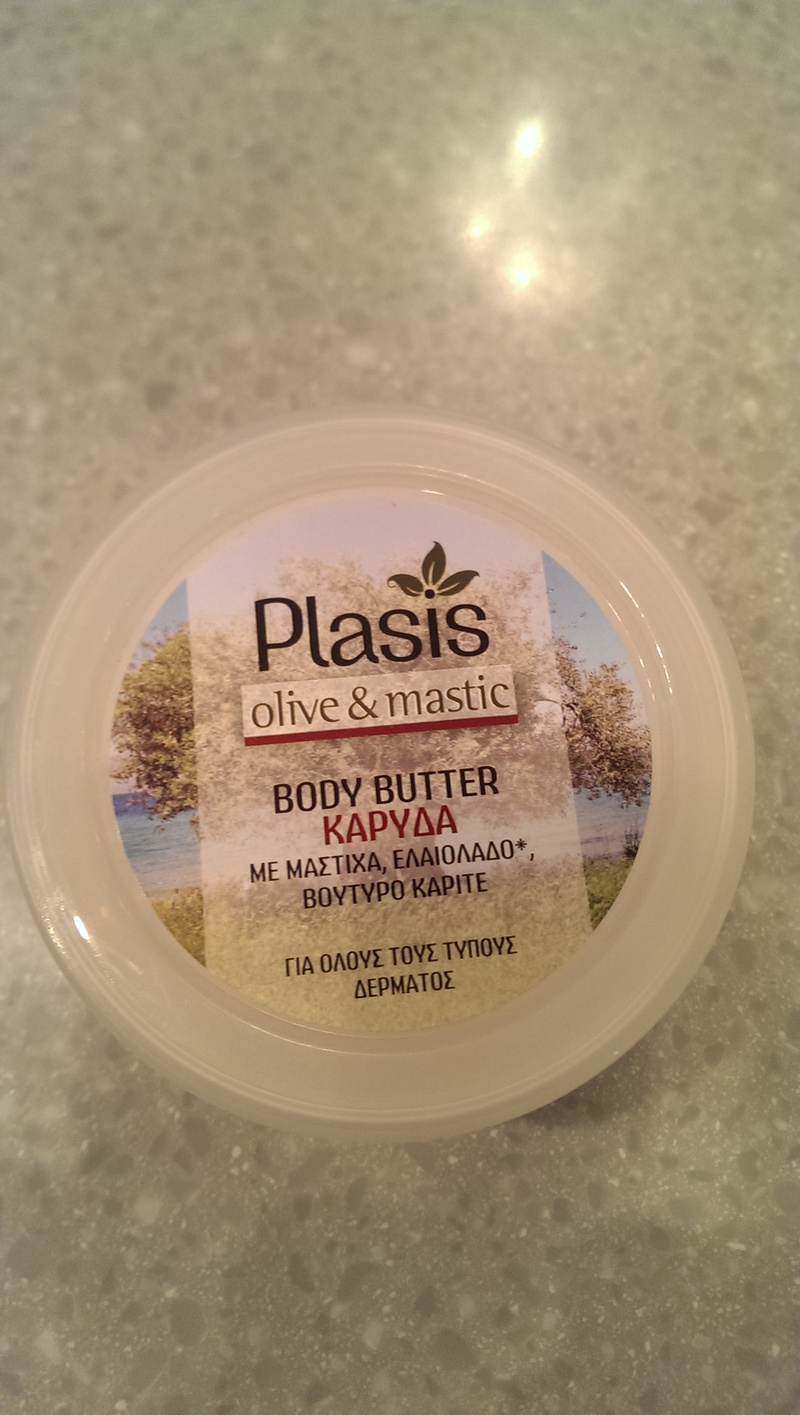 Plasis
olive & mastic
BODY BUTTER
ΚΑΡΥΔΑ
ΜΕ ΜΑΣΤΙΧΑ, ΕΛΑΙΟΛΑΔΟ*,
ΒΟΥΤΥΡΟ ΚΑΡΙΤΕ
ΓΙΑ ΟΛΟΥΣ ΤΟΥΣ ΤΥΠΟΥΣ
ΔΕΡΜΑΤΟΣ